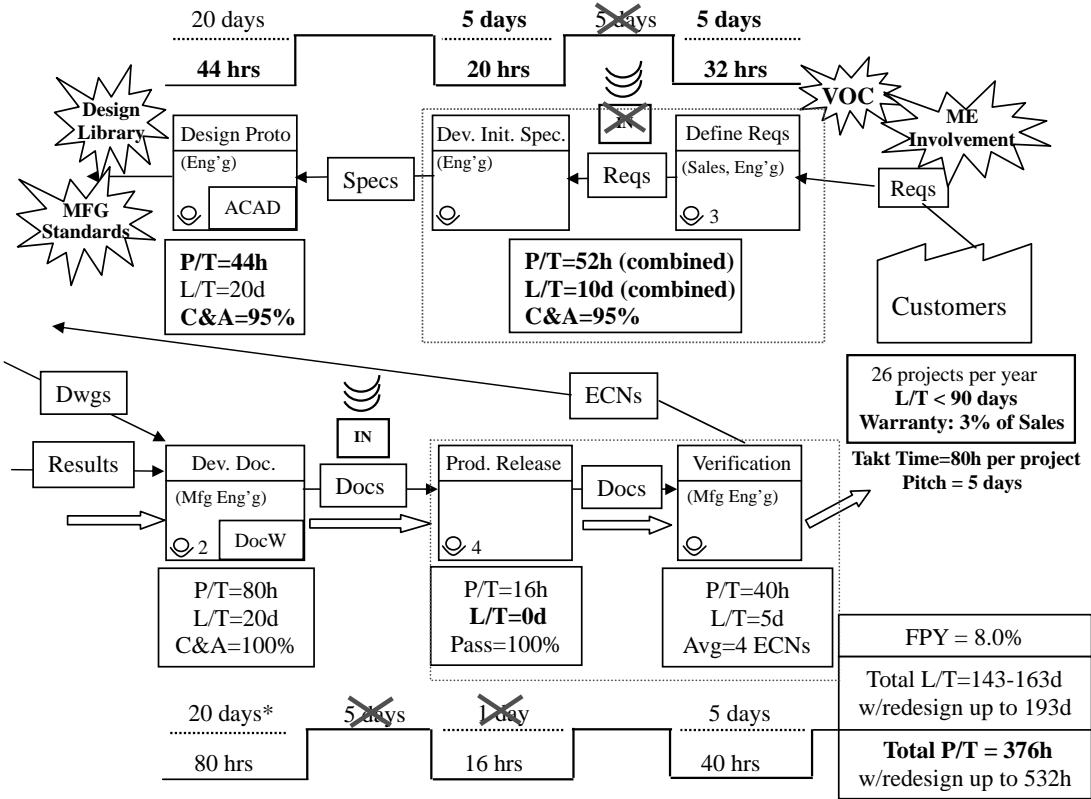 20 days
5 days
5 days
5 days
44 hrs
20 hrs
32 hrs
Design
Library
VOC
ME
Involvement
IN
Design Proto
(Eng'g)
ACAD
Specs
Dev. Init. Spec.
(Eng'g)
Reqs
Define Reqs
(Sales, Eng'g)
3
Reqs
MFG
Standards
P/T=44h
L/T=20d
C&A=95%
P/T=52h (combined)
L/T=10d (combined)
C&A=95%
Customers
26 projects per year
L/T < 90 days
Warranty: 3% of Sales
Takt Time=80h per project
Pitch = 5 days
Dwgs
ECNs
IN
Results
Dev. Doc.
(Mfg Eng'g)
2
DocW
Docs
Prod. Release
4
Docs
Verification
(Mfg Eng'g)
P/T=80h
L/T=20d
C&A=100%
P/T=16h
L/T=0d
Pass=100%
P/T=40h
L/T=5d
Avg=4 ECNs
FPY = 8.0%
Total L/T=143-163d
w/redesign up to 193d
Total P/T = 376h
w/redesign up to 532h
20 days*
5 days
1 day
5 days
80 hrs
16 hrs
40 hrs